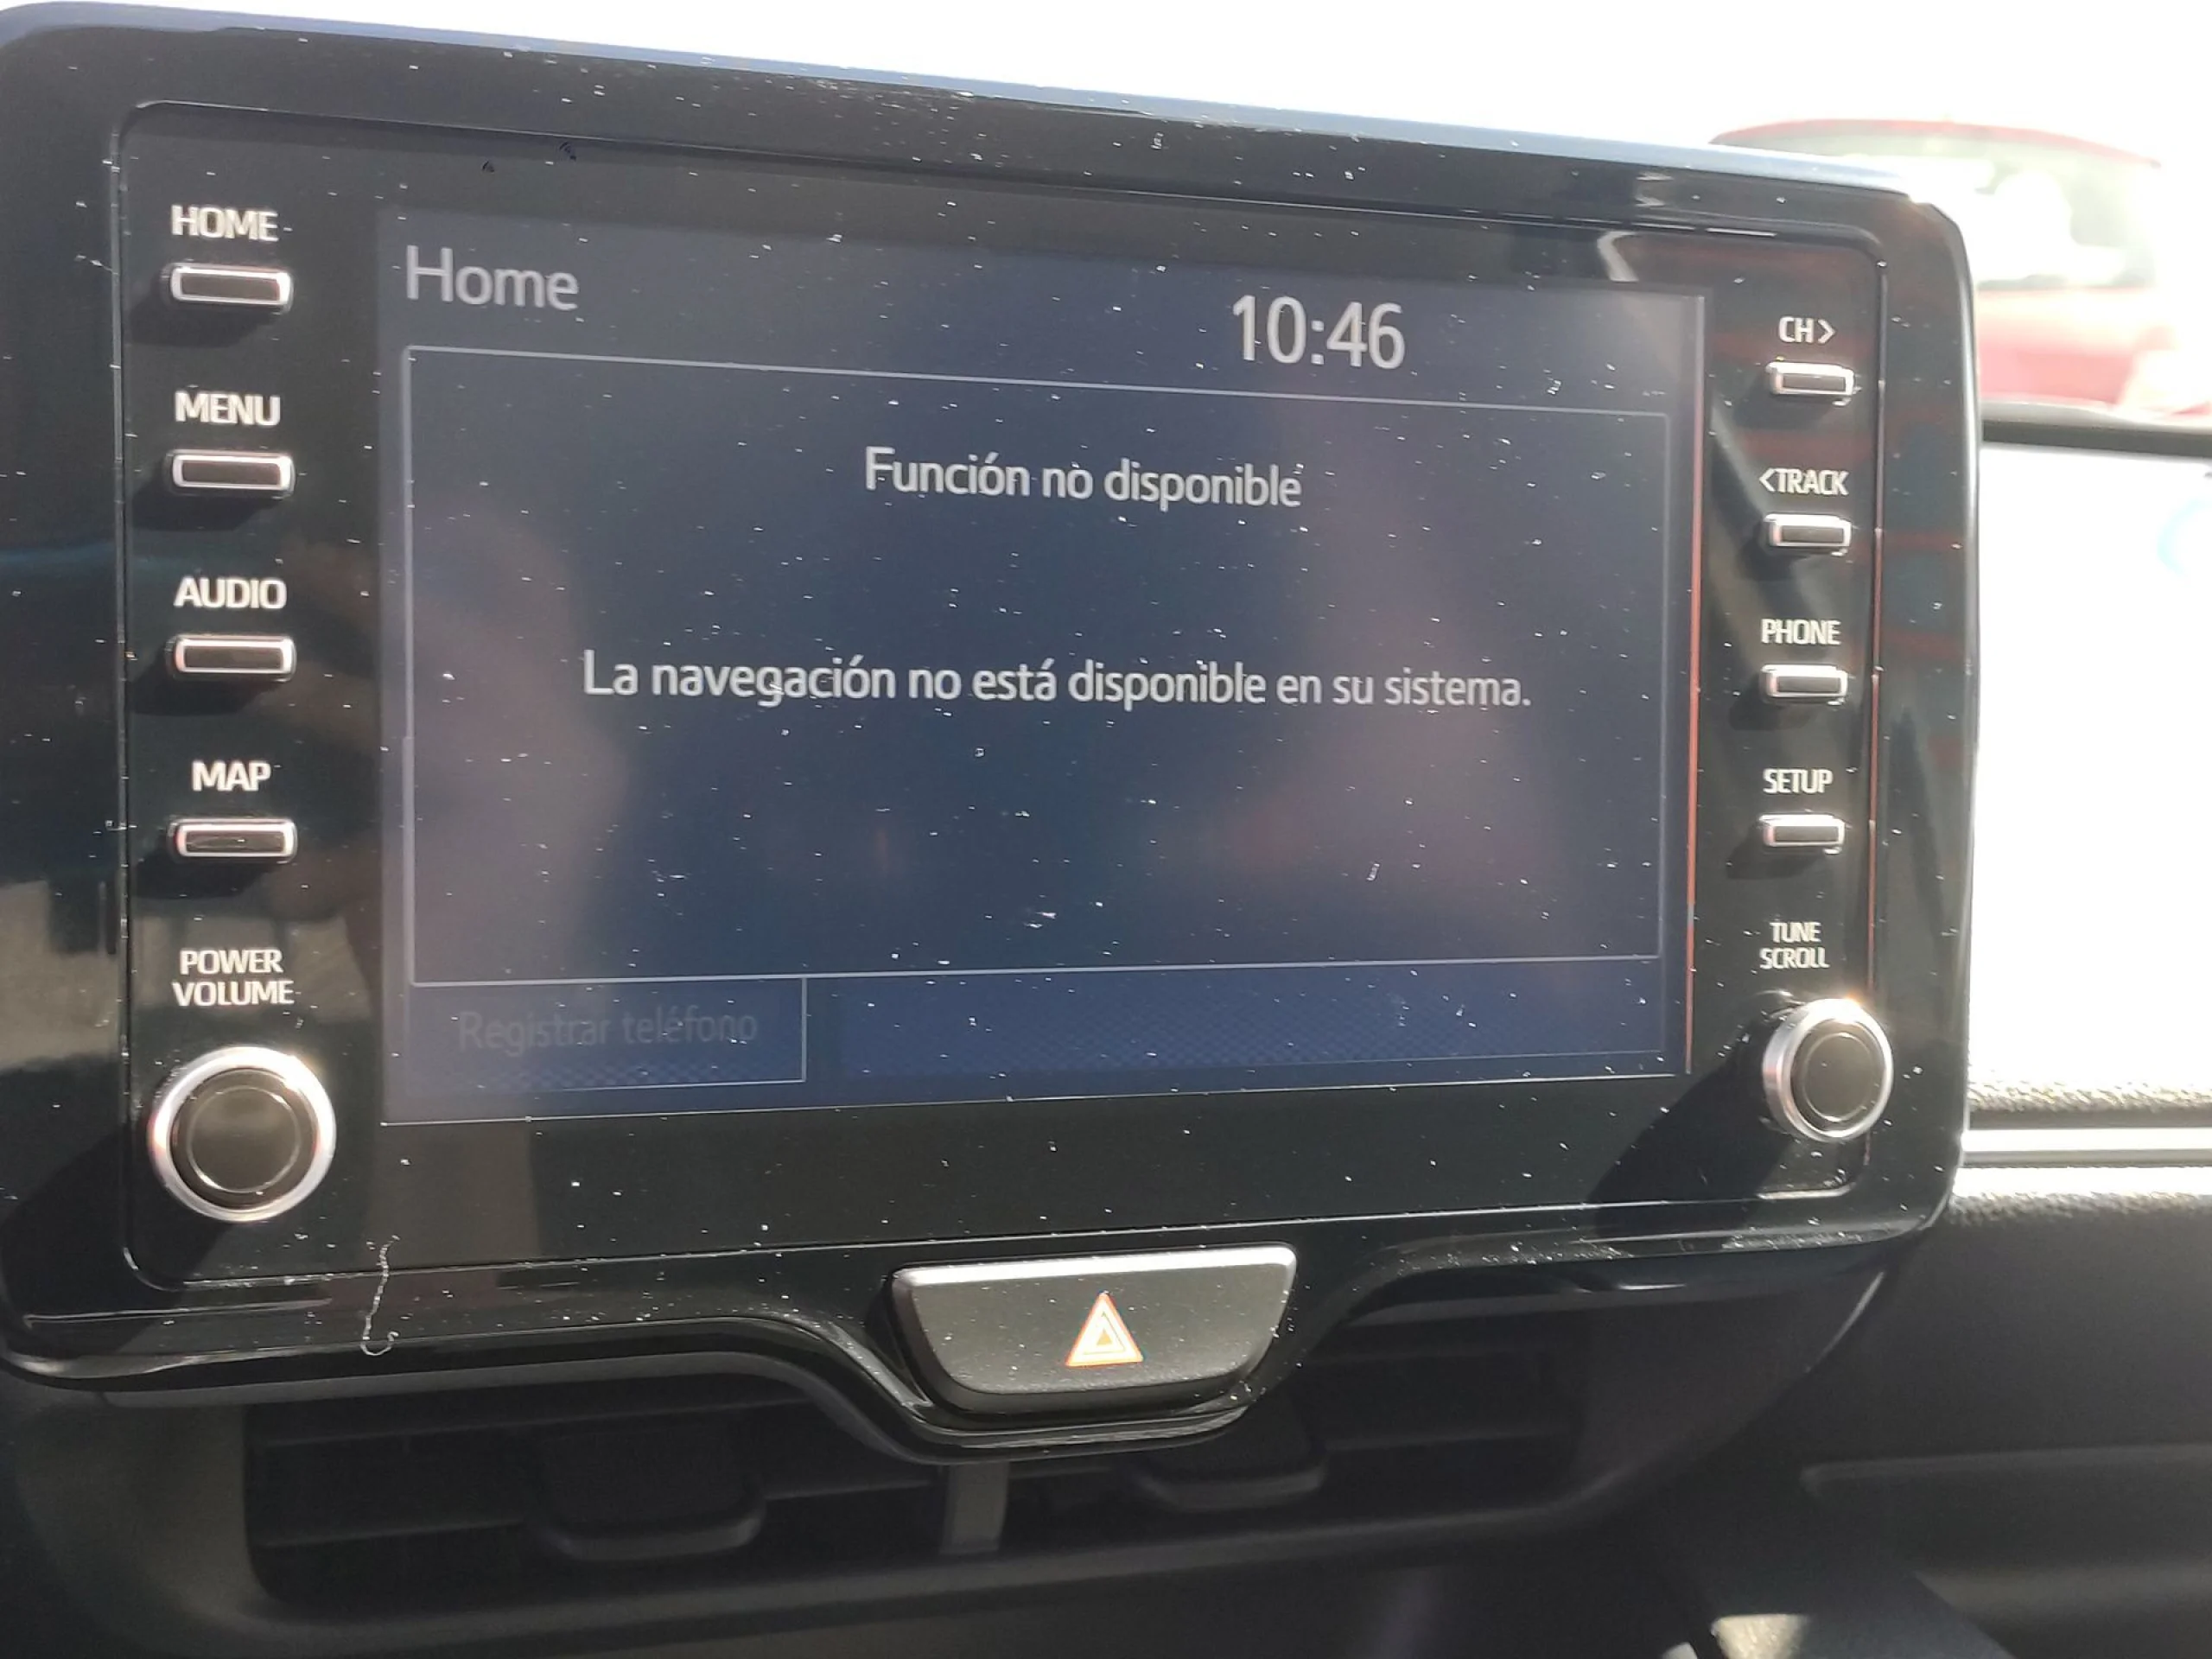 HOME
MENU
AUDIO
MAP
POWER
VOLUME
Home
10:46
Función no disponible
La navegación no está disponible en su sistema.
Registrar teléfono
CH>
<TRACK
PHONE
SETUP
TUNE
SCROLL